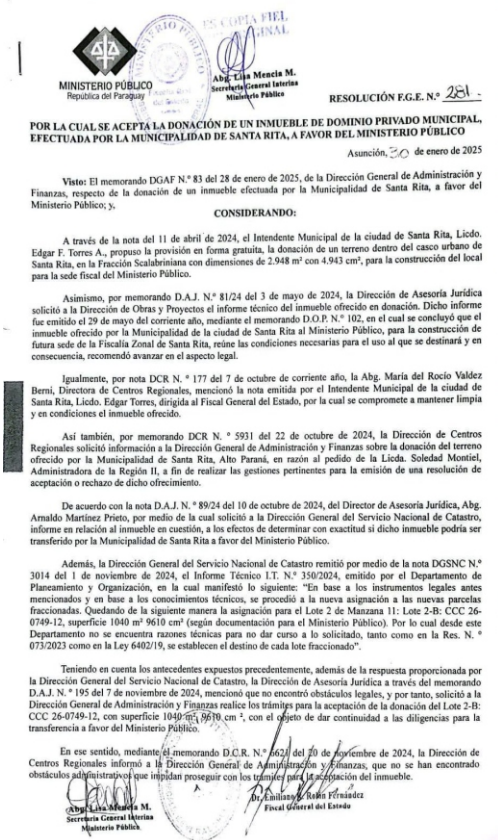 ES COPIA FIEL
ORIGINAL
Abg. Lisa Mencia M.
Secretaria General Interina
Ministerio Público
MINISTERIO PÚBLICO
República del Paraguay
RESOLUCIÓN F.G.E. N.º 281.-
POR LA CUAL SE ACEPTA LA DONACIÓN DE UN INMUEBLE DE DOMINIO PRIVADO MUNICIPAL,
EFECTUADA POR LA MUNICIPALIDAD DE SANTA RITA, A FAVOR DEL MINISTERIO PÚBLICO
Asunción, 30 de enero de 2025
Visto: El memorando DGAF N.º 83 del 28 de enero de 2025, de la Dirección General de Administración y
Finanzas, respecto de la donación de un inmueble efectuada por la Municipalidad de Santa Rita, a favor del
Ministerio Público; y,
CONSIDERANDO:
A través de la nota del 11 de abril de 2024, el Intendente Municipal de la ciudad de Santa Rita, Licdo.
Edgar F. Torres A., propuso la provisión en forma gratuita, la donación de un terreno dentro del casco urbano de
Santa Rita, en la Fracción Scalabriniana con dimensiones de 2.948 m² con 4.943 cm², para la construcción del local
para la sede fiscal del Ministerio Público.
Asimismo, por memorando D.A.J. N.º 81/24 del 3 de mayo de 2024, la Dirección de Asesoría Jurídica
solicitó a la Dirección de Obras y Proyectos el informe técnico del inmueble ofrecido en donación. Dicho informe
fue emitido el 29 de mayo del corriente año, mediante el memorando D.O.P. N.º 102, en el cual se concluyó que el
inmueble ofrecido por la Municipalidad de la ciudad de Santa Rita al Ministerio Público, para la construcción de
futura sede de la Fiscalía Zonal de Santa Rita, reúne las condiciones necesarias para el uso al que se destinará y en
consecuencia, recomendó avanzar en el aspecto legal.
Igualmente, por nota DCR N. º 177 del 7 de octubre de corriente año, la Abg. María del Rocío Valdez
Berni, Directora de Centros Regionales, mencionó la nota emitida por el Intendente Municipal de la ciudad de
Santa Rita, Licdo. Edgar Torres, dirigida al Fiscal General del Estado, por la cual se compromete a mantener limpia
y en condiciones el inmueble ofrecido.
Así también, por memorando DCR N.º 5931 del 22 de octubre de 2024, la Dirección de Centros
Regionales solicitó información a la Dirección General de Administración y Finanzas sobre la donación del terreno
ofrecido por la Municipalidad de Santa Rita, Alto Paraná, en razón al pedido de la Licda. Soledad Montiel,
Administradora de la Región II, a fin de realizar las gestiones pertinentes para la emisión de una resolución de
aceptación o rechazo de dicho ofrecimiento.
De acuerdo con la nota D.A.J. N. º 89/24 del 10 de octubre de 2024, del Director de Asesoría Jurídica, Abg.
Arnaldo Martínez Prieto, por medio de la cual solicitó a la Dirección General del Servicio Nacional de Catastro,
informe en relación al inmueble en cuestión, a los efectos de determinar con exactitud si dicho inmueble podría ser
transferido por la Municipalidad de Santa Rita a favor del Ministerio Público.
Además, la Dirección General del Servicio Nacional de Catastro remitió por medio de la nota DGSNC N.º
3014 del 1 de noviembre de 2024, el Informe Técnico I.T. N.º 350/2024, emitido por el Departamento de
Planeamiento y Organización, en la cual manifestó lo siguiente: “En base a los instrumentos legales antes
mencionados y en base a los conocimientos técnicos, se procedió a la nueva asignación a las nuevas parcelas
fraccionadas. Quedando de la siguiente manera la asignación para el Lote 2 de Manzana 11: Lote 2-B: CCC 26-
0749-12, superficie 1040 m² 9610 cm² (según documentación para el Ministerio Público). Por lo cual desde este
Departamento no se encuentra razones técnicas para no dar curso a lo solicitado, tanto como en la Res. N. º
073/2023 como en la Ley 6402/19, se establecen el destino de cada lote fraccionado”.
Teniendo en cuenta los antecedentes expuestos precedentemente, además de la respuesta proporcionada por
la Dirección General del Servicio Nacional de Catastro, la Dirección de Asesoría Jurídica a través del memorando
D.A.J. N. º 195 del 7 de noviembre de 2024, mencionó que no encontró obstáculos legales, y por tanto, solicitó a la
Dirección General de Administración y Finanzas realice los trámites para la aceptación de la donación del Lote 2-B:
CCC 26-0749-12, con superficie 1040 m², 9610 cm ², con el objeto de dar continuidad a las diligencias para la
transferencia a favor del Ministerio Público.
En ese sentido, mediante el memorando D.C.R. N.º 6621 del 20 de noviembre de 2024, la Dirección de
Centros Regionales informó a la Dirección General de Administración y Finanzas, que no se han encontrado
obstáculos administrativos que impidan proseguir con los trámites para la aceptación del inmueble.
Abg. Lisa Mencia M.
Secretaria General Interina
Ministerio Público
Dr. Emiliano R. Rolón Fernández
Fiscal General del Estado